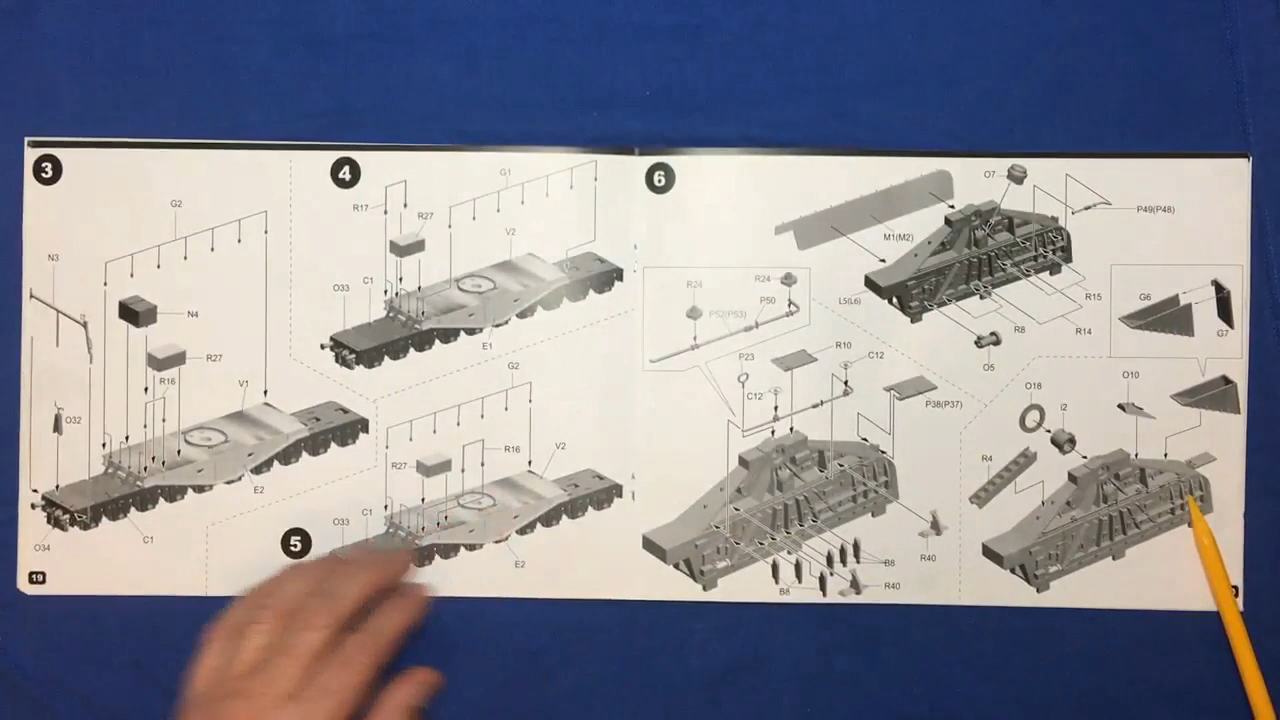 3
G2
N3
N4
R27
R16
V1
O32
E2
O34
C1
19
4
G1
R17
R27
V2
O33
C1
E1
5
G2
R16
R27
V2
O33
C1
E2
6
O7
P49(P48)
M1(M2)
L5(L6)
R15
R8
R14
O5
R24
R24
P50
P52(P53)
G6
G7
P23
R10
C12
C12
P38(P37)
R40
B8
B8
R40
O18
i2
O10
R4